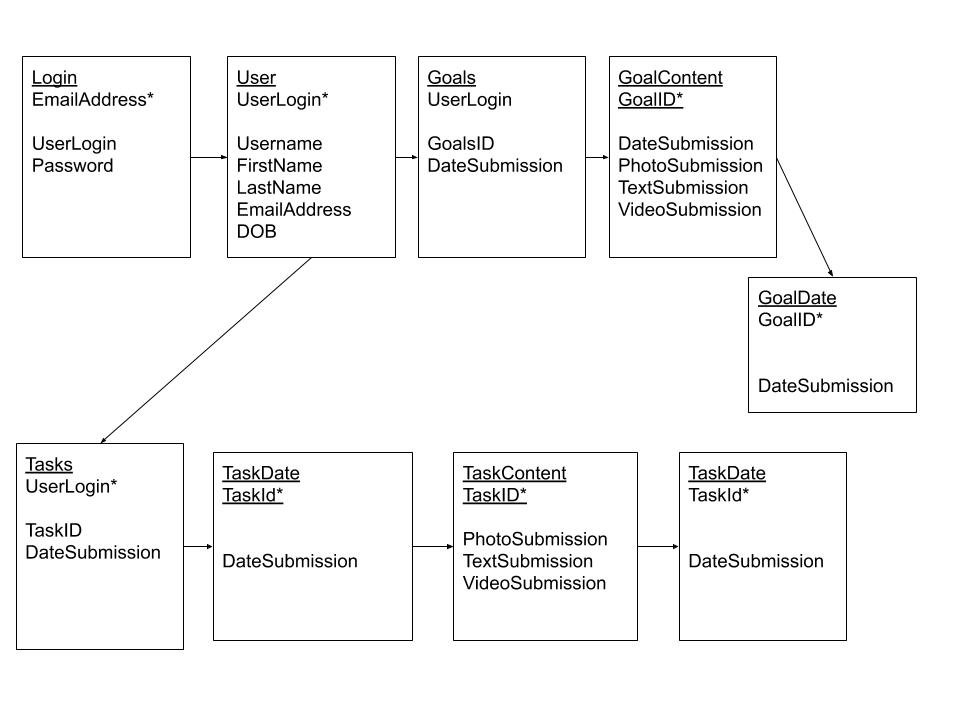 Login
EmailAddress*
UserLogin
Password
User
UserLogin*
Username
FirstName
LastName
EmailAddress
DOB
Goals
UserLogin
GoalsID
DateSubmission
GoalContent
GoalID*
DateSubmission
PhotoSubmission
TextSubmission
VideoSubmission
GoalDate
GoalID*
DateSubmission
Tasks
UserLogin*
TaskID
DateSubmission
TaskDate
TaskId*
DateSubmission
TaskContent
TaskID*
PhotoSubmission
TextSubmission
VideoSubmission
TaskDate
TaskId*
DateSubmission